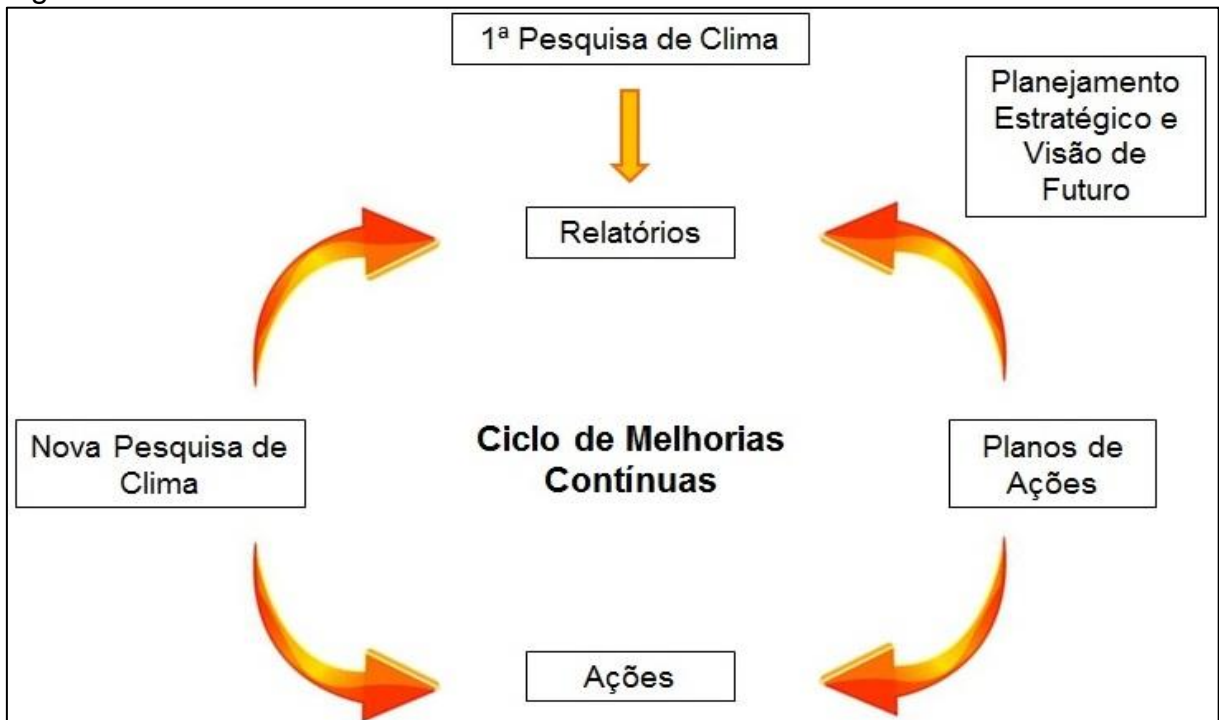 1ª Pesquisa de Clima
Planejamento
Estratégico e
Visão de
Futuro
Relatórios
Nova Pesquisa de
Clima
Ciclo de Melhorias
Contínuas
Planos de
Ações
Ações